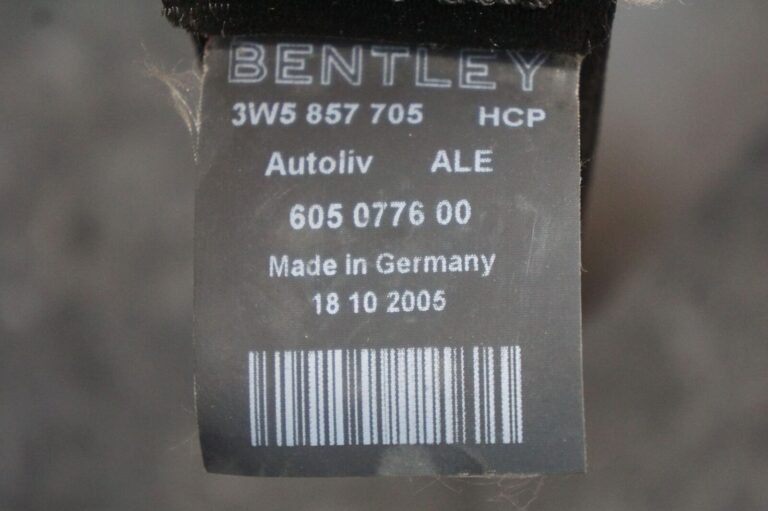 BENTLEY
3W5 857 705 HCP
Autoliv ALE
605 0776 00
Made in Germany
18 10 2005